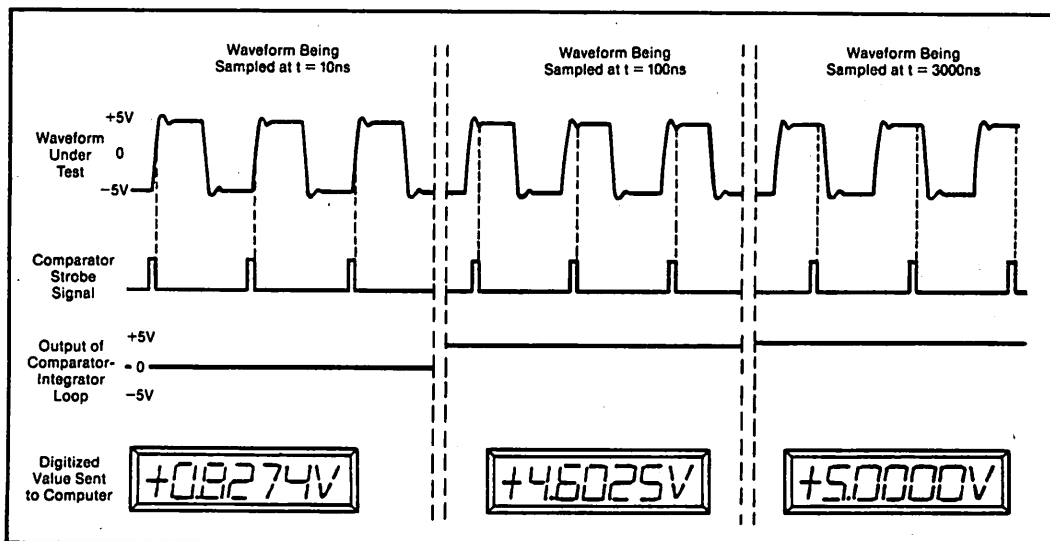 Waveform Being
Sampled at t = 10ns
Waveform Being
Sampled at t = 100ns
Waveform Being
Sampled at t = 3000ns
+5V
Waveform
Under
Test
0
−5V
Comparator
Strobe
Signal
Output of
Comparator-
Integrator
Loop
+5V
0
−5V
Digitized
Value Sent
to Computer
+0.8274V
+4.6025V
+5.0000V